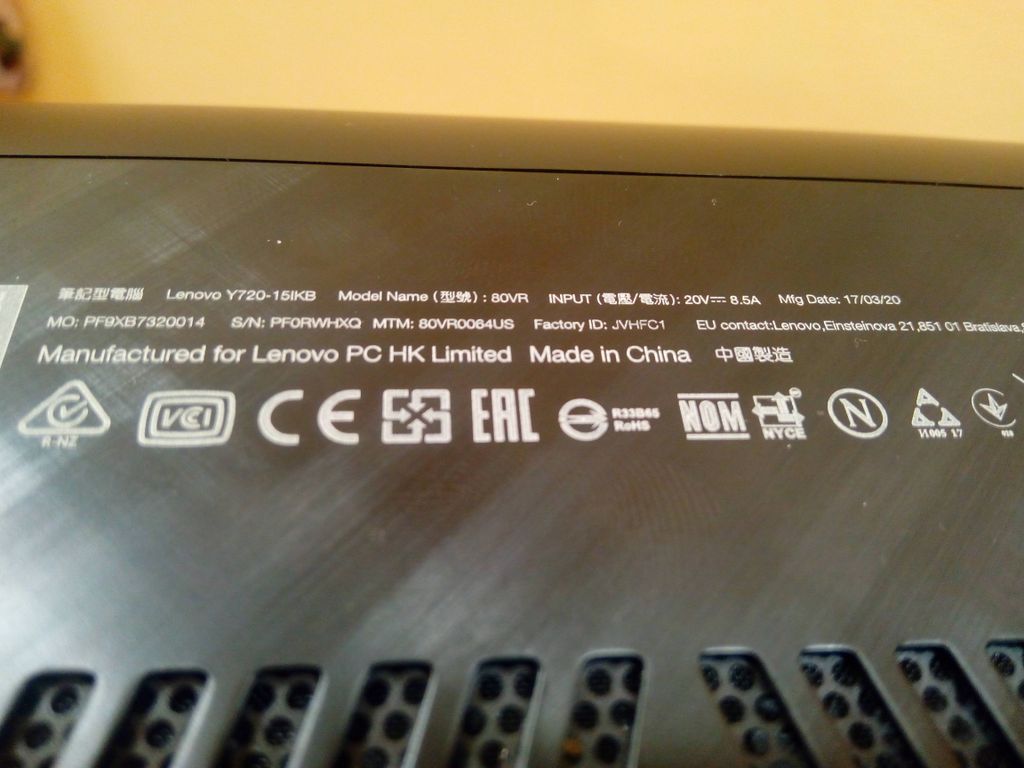 筆記型電腦 Lenovo Y720-15IKB Model Name (型號) : 80VR INPUT (電壓/電流): 20V⎓ 8.5A Mfg Date: 17/03/20
MO: PF9XB7320014 S/N: PF0RWHXQ MTM: 80VR0064US Factory ID: JVHFC1 EU contact:Lenovo,Einsteinova 21,851 01 Bratislava,
Manufactured for Lenovo PC HK Limited Made in China 中國製造
R-NZ VCCI CE EAC R33B65 RoHS NOM NYCE N 005 17